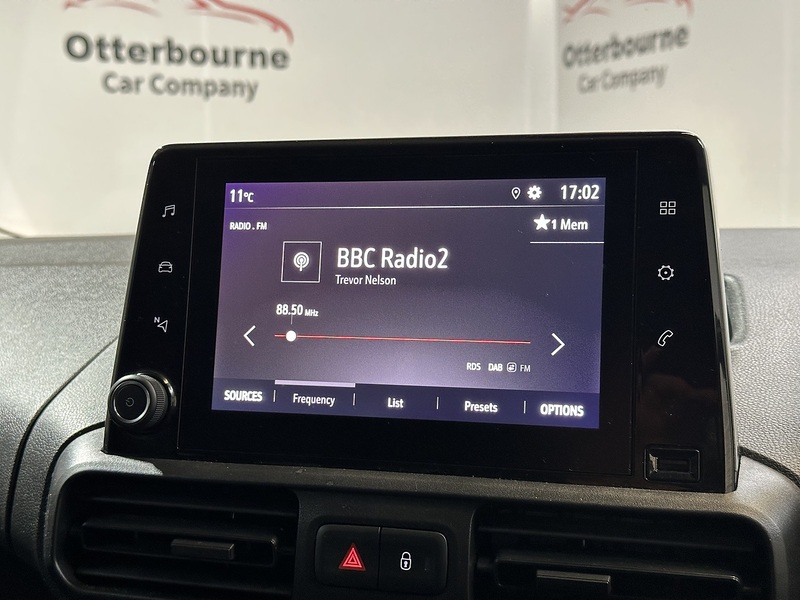 Otterbourne
Car Company
Otterbourne
Car Company
11°C
17:02
RADIO . FM
★1 Mem
BBC Radio2
Trevor Nelson
88.50 MHz
RDS DAB FM
SOURCES Frequency List Presets OPTIONS
N